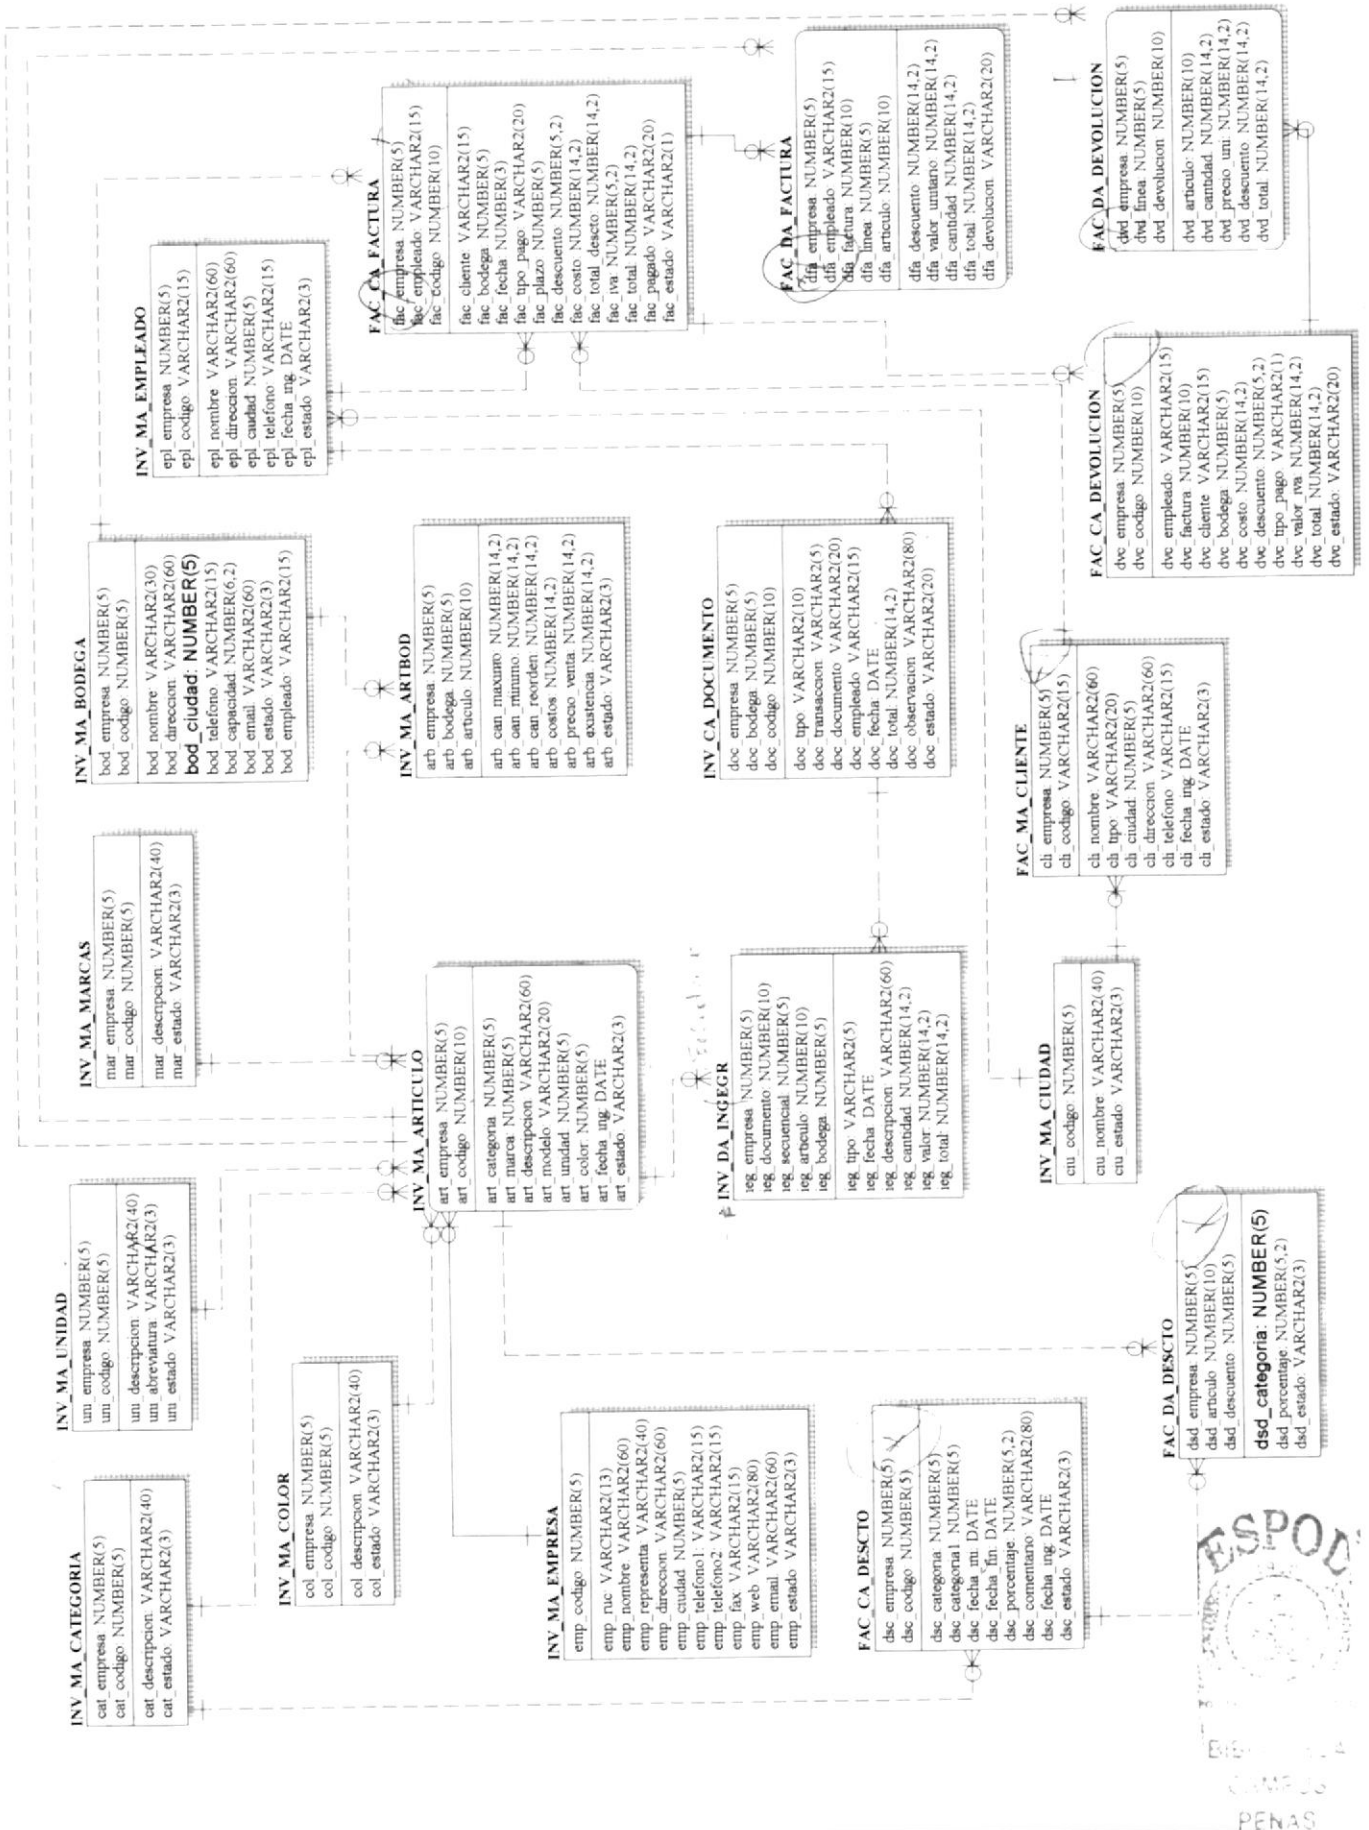 INV_MA_CATEGORIA
cat_empresa: NUMBER(5)
cat_codigo: NUMBER(5)
cat_descripcion: VARCHAR2(40)
cat_estado: VARCHAR2(3)
INV_MA_UNIDAD
uni_empresa: NUMBER(5)
uni_codigo: NUMBER(5)
uni_descripcion: VARCHAR2(40)
uni_abreviatura: VARCHAR2(3)
uni_estado: VARCHAR2(3)
INV_MA_MARCAS
mar_empresa: NUMBER(5)
mar_codigo: NUMBER(5)
mar_descripcion: VARCHAR2(40)
mar_estado: VARCHAR2(3)
INV_MA_BODEGA
bod_empresa: NUMBER(5)
bod_codigo: NUMBER(5)
bod_nombre: VARCHAR2(30)
bod_direccion: VARCHAR2(60)
bod_ciudad: NUMBER(5)
bod_telefono: VARCHAR2(15)
bod_capacidad: NUMBER(6,2)
bod_email: VARCHAR2(60)
bod_estado: VARCHAR2(3)
bod_empleado: VARCHAR2(15)
INV_MA_EMPLEADO
epl_empresa: NUMBER(5)
epl_codigo: VARCHAR2(15)
epl_nombre: VARCHAR2(60)
epl_direccion: VARCHAR2(60)
epl_ciudad: NUMBER(5)
epl_telefono: VARCHAR2(15)
epl_fecha_ing: DATE
epl_estado: VARCHAR2(3)
INV_MA_COLOR
col_empresa: NUMBER(5)
col_codigo: NUMBER(5)
col_descripcion: VARCHAR2(40)
col_estado: VARCHAR2(3)
INV_MA_ARTICULO
art_empresa: NUMBER(5)
art_codigo: NUMBER(10)
art_categoria: NUMBER(5)
art_marca: NUMBER(5)
art_descripcion: VARCHAR2(60)
art_modelo: VARCHAR2(20)
art_unidad: NUMBER(5)
art_color: NUMBER(5)
art_fecha_ing: DATE
art_estado: VARCHAR2(3)
INV_MA_ARTBOD
arb_empresa: NUMBER(5)
arb_bodega: NUMBER(5)
arb_articulo: NUMBER(10)
arb_can_maximo: NUMBER(14,2)
arb_can_minimo: NUMBER(14,2)
arb_can_reorden: NUMBER(14,2)
arb_costos: NUMBER(14,2)
arb_precio_venta: NUMBER(14,2)
arb_existencia: NUMBER(14,2)
arb_estado: VARCHAR2(3)
FAC_CA_FACTURA
fac_empresa: NUMBER(5)
fac_empleado: VARCHAR2(15)
fac_codigo: NUMBER(10)
fac_cliente: VARCHAR2(15)
fac_bodega: NUMBER(5)
fac_fecha: NUMBER(3)
fac_tipo_pago: VARCHAR2(20)
fac_plazo: NUMBER(5)
fac_descuento: NUMBER(5,2)
fac_costo: NUMBER(14,2)
fac_total_descto: NUMBER(14,2)
fac_iva: NUMBER(5,2)
fac_total: NUMBER(14,2)
fac_pagado: VARCHAR2(20)
fac_estado: VARCHAR2(1)
INV_MA_EMPRESA
emp_codigo: NUMBER(5)
emp_ruc: VARCHAR2(13)
emp_nombre: VARCHAR2(60)
emp_representa: VARCHAR2(40)
emp_direccion: VARCHAR2(60)
emp_ciudad: NUMBER(5)
emp_telefono1: VARCHAR2(15)
emp_telefono2: VARCHAR2(15)
emp_fax: VARCHAR2(15)
emp_web: VARCHAR2(80)
emp_email: VARCHAR2(60)
emp_estado: VARCHAR2(3)
INV_DA_INGEGR
ieg_empresa: NUMBER(5)
ieg_documento: NUMBER(10)
ieg_secuencial: NUMBER(5)
ieg_articulo: NUMBER(10)
ieg_bodega: NUMBER(5)
ieg_tipo: VARCHAR2(5)
ieg_fecha: DATE
ieg_descripcion: VARCHAR2(60)
ieg_cantidad: NUMBER(14,2)
ieg_valor: NUMBER(14,2)
ieg_total: NUMBER(14,2)
INV_CA_DOCUMENTO
doc_empresa: NUMBER(5)
doc_bodega: NUMBER(5)
doc_codigo: NUMBER(10)
doc_tipo: VARCHAR2(10)
doc_transaccion: VARCHAR2(5)
doc_documento: VARCHAR2(20)
doc_empleado: VARCHAR2(15)
doc_fecha: DATE
doc_total: NUMBER(14,2)
doc_observacion: VARCHAR2(80)
doc_estado: VARCHAR2(20)
FAC_DA_FACTURA
dfa_empresa: NUMBER(5)
dfa_empleado: VARCHAR2(15)
dfa_factura: NUMBER(10)
dfa_linea: NUMBER(5)
dfa_articulo: NUMBER(10)
dfa_descuento: NUMBER(14,2)
dfa_valor_unitario: NUMBER(14,2)
dfa_cantidad: NUMBER(14,2)
dfa_total: NUMBER(14,2)
dfa_devolucion: VARCHAR2(20)
FAC_CA_DESCTO
dsc_empresa: NUMBER(5)
dsc_codigo: NUMBER(5)
dsc_categoria: NUMBER(5)
dsc_categoria1: NUMBER(5)
dsc_fecha_ini: DATE
dsc_fecha_fin: DATE
dsc_porcentaje: NUMBER(5,2)
dsc_comentario: VARCHAR2(80)
dsc_fecha_ing: DATE
dsc_estado: VARCHAR2(3)
INV_MA_CIUDAD
ciu_codigo: NUMBER(5)
ciu_nombre: VARCHAR2(40)
ciu_estado: VARCHAR2(3)
FAC_MA_CLIENTE
cli_empresa: NUMBER(5)
cli_codigo: VARCHAR2(15)
cli_nombre: VARCHAR2(60)
cli_tipo: VARCHAR2(20)
cli_ciudad: NUMBER(5)
cli_direccion: VARCHAR2(60)
cli_telefono: VARCHAR2(15)
cli_fecha_ing: DATE
cli_estado: VARCHAR2(3)
FAC_CA_DEVOLUCION
dvc_empresa: NUMBER(5)
dvc_codigo: NUMBER(10)
dvc_empleado: VARCHAR2(15)
dvc_factura: NUMBER(10)
dvc_cliente: VARCHAR2(15)
dvc_bodega: NUMBER(5)
dvc_costo: NUMBER(14,2)
dvc_descuento: NUMBER(5,2)
dvc_tipo_pago: VARCHAR2(1)
dvc_valor_iva: NUMBER(14,2)
dvc_total: NUMBER(14,2)
dvc_estado: VARCHAR2(20)
FAC_DA_DEVOLUCION
dvd_empresa: NUMBER(5)
dvd_linea: NUMBER(5)
dvd_devolucion: NUMBER(10)
dvd_articulo: NUMBER(10)
dvd_cantidad: NUMBER(14,2)
dvd_precio_uni: NUMBER(14,2)
dvd_descuento: NUMBER(14,2)
dvd_total: NUMBER(14,2)
FAC_DA_DESCTO
dsd_empresa: NUMBER(5)
dsd_articulo: NUMBER(10)
dsd_descuento: NUMBER(5)
dsd_categoria: NUMBER(5)
dsd_porcentaje: NUMBER(5,2)
dsd_estado: VARCHAR2(3)
ESPOL
PENAS